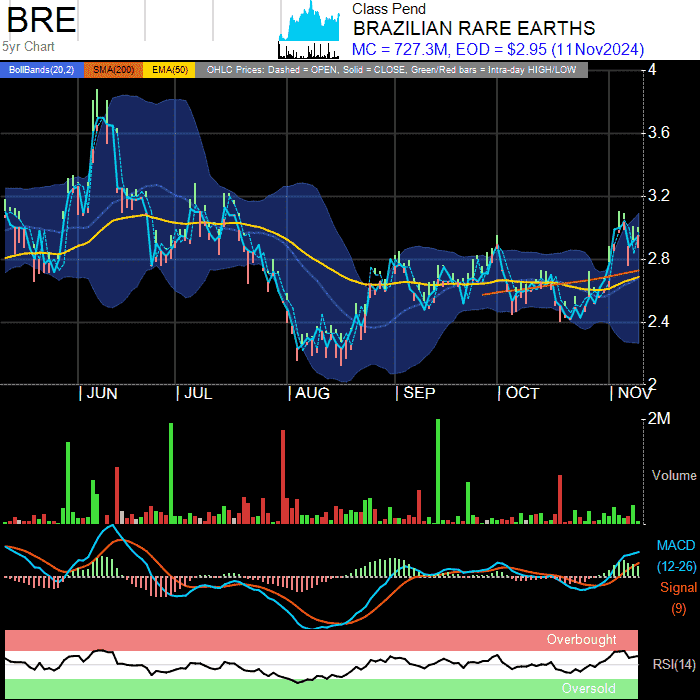 BRE
5yr Chart
Class Pend
BRAZILIAN RARE EARTHS
MC = 727.3M, EOD = $2.95 (11Nov2024)
BollBands(20,2) SMA(200) EMA(50) OHLC Prices: Dashed = OPEN, Solid = CLOSE, Green/Red bars = Intra-day HIGH/LOW
4
3.6
3.2
2.8
2.4
2
JUN JUL AUG SEP OCT NOV
2M
Volume
MACD
(12-26)
Signal
(9)
Overbought
RSI(14)
Oversold